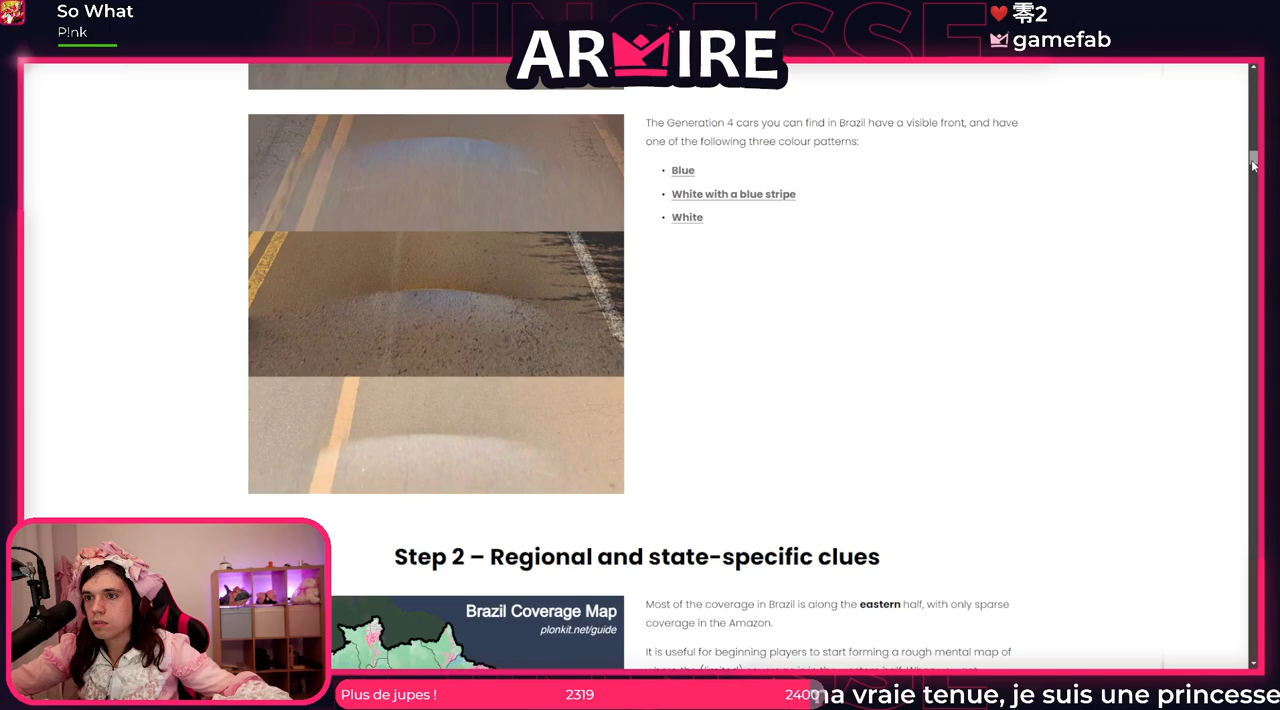 So What
P!nk
PRINCESSE
ARMIRE
❤️ 零2
gamefab
The Generation 4 cars you can find in Brazil have a visible front, and have
one of the following three colour patterns:
• Blue
• White with a blue stripe
• White
Step 2 – Regional and state-specific clues
Brazil Coverage Map
plonkit.net/guide
Most of the coverage in Brazil is along the eastern half, with only sparse
coverage in the Amazon.
It is useful for beginning players to start forming a rough mental map of
Plus de jupes !
2319
2400
ma vraie tenue, je suis une princesse